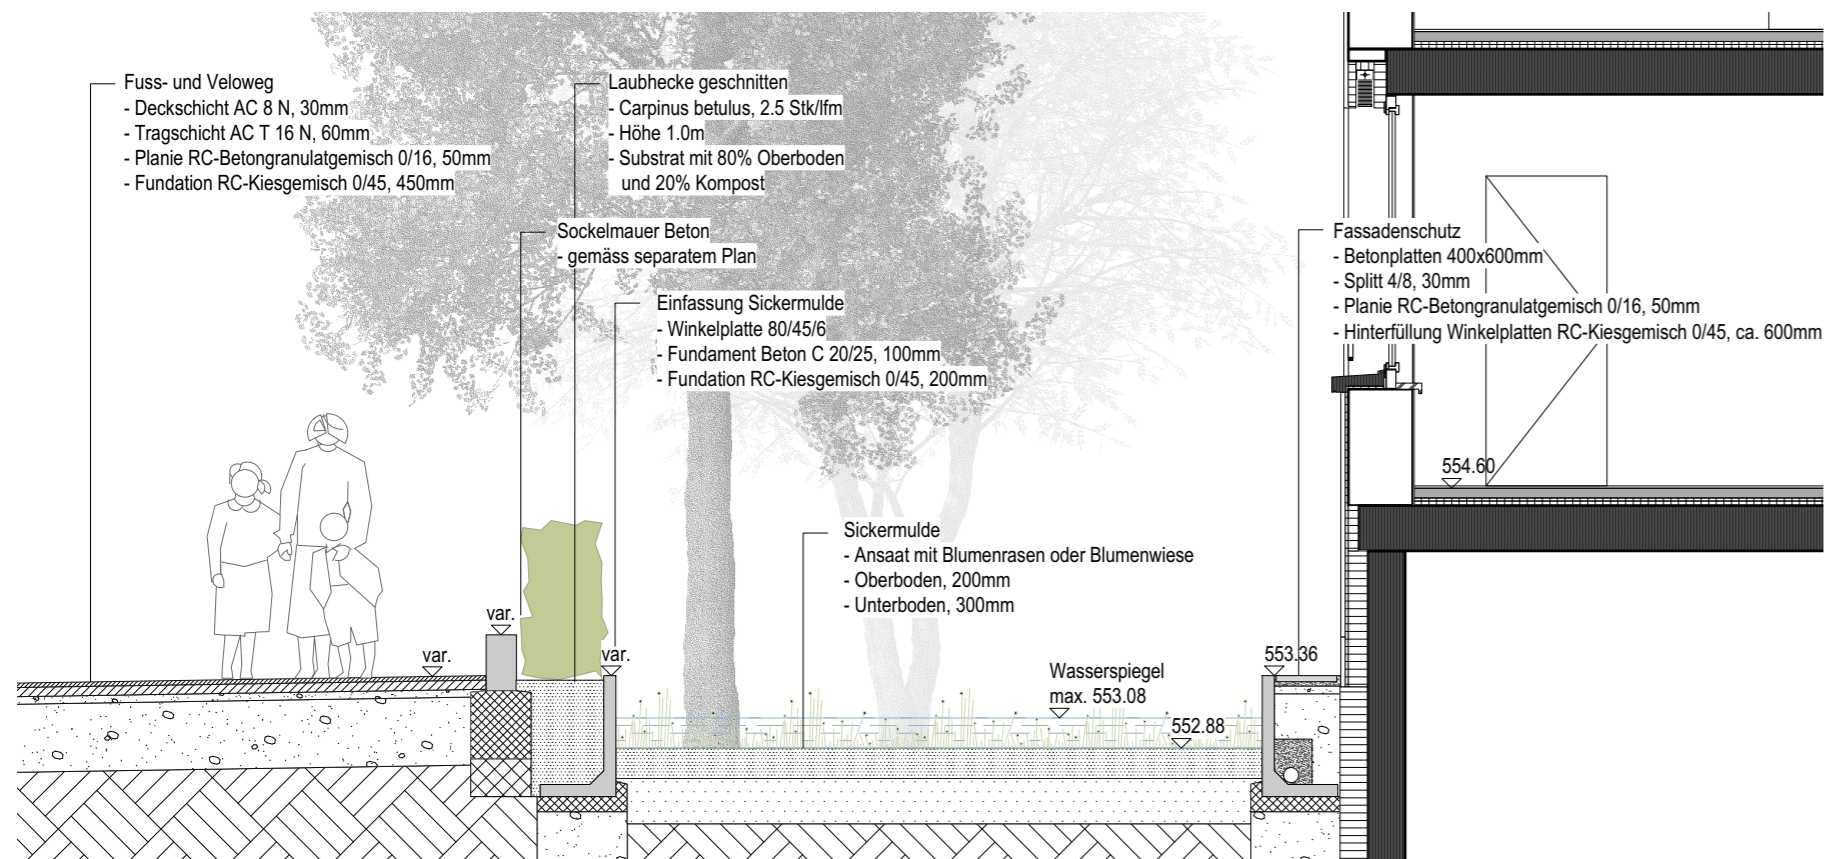 Fuss- und Veloweg
- Deckschicht AC 8 N, 30mm
- Tragschicht AC T 16 N, 60mm
- Planie RC-Betongranulatgemisch 0/16, 50mm
- Fundation RC-Kiesgemisch 0/45, 450mm
Laubhecke geschnitten
- Carpinus betulus, 2.5 Stk/lfm
- Höhe 1.0m
- Substrat mit 80% Oberboden
und 20% Kompost
Sockelmauer Beton
- gemäss separatem Plan
Einfassung Sickermulde
- Winkelplatte 80/45/6
- Fundament Beton C 20/25, 100mm
- Fundation RC-Kiesgemisch 0/45, 200mm
Fassadenschutz
- Betonplatten 400x600mm
- Splitt 4/8, 30mm
- Planie RC-Betongranulatgemisch 0/16, 50mm
- Hinterfüllung Winkelplatten RC-Kiesgemisch 0/45, ca. 600mm
554.60
Sickermulde
- Ansaat mit Blumenrasen oder Blumenwiese
- Oberboden, 200mm
- Unterboden, 300mm
var.
var.
var.
553.36
Wasserspiegel
max. 553.08
552.88